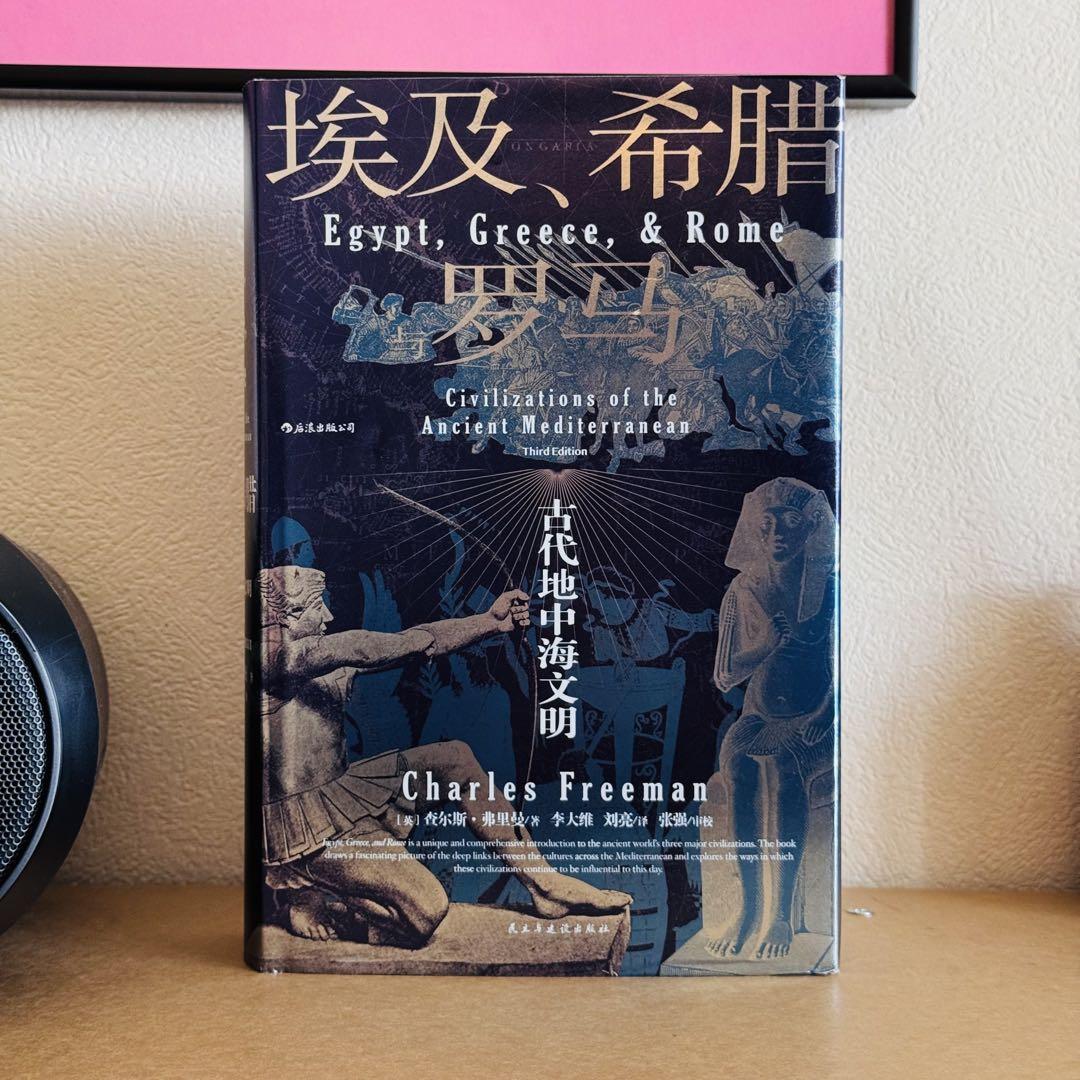 埃及、希腊
ONGARIA
Egypt, Greece, & Rome
与罗马
Civilizations of the
Ancient Mediterranean
Third Edition
后浪出版公司
古代地中海文明
Charles Freeman
[英]查尔斯·弗里曼/著 李大维 刘亮/译 张强/审校
Egypt, Greece, and Rome is a unique and comprehensive introduction to the ancient world's three major civilizations. The book
draws a fascinating picture of the deep links between the cultures across the Mediterranean and explores the ways in which
these civilizations continue to be influential to this day.
民主与建设出版社